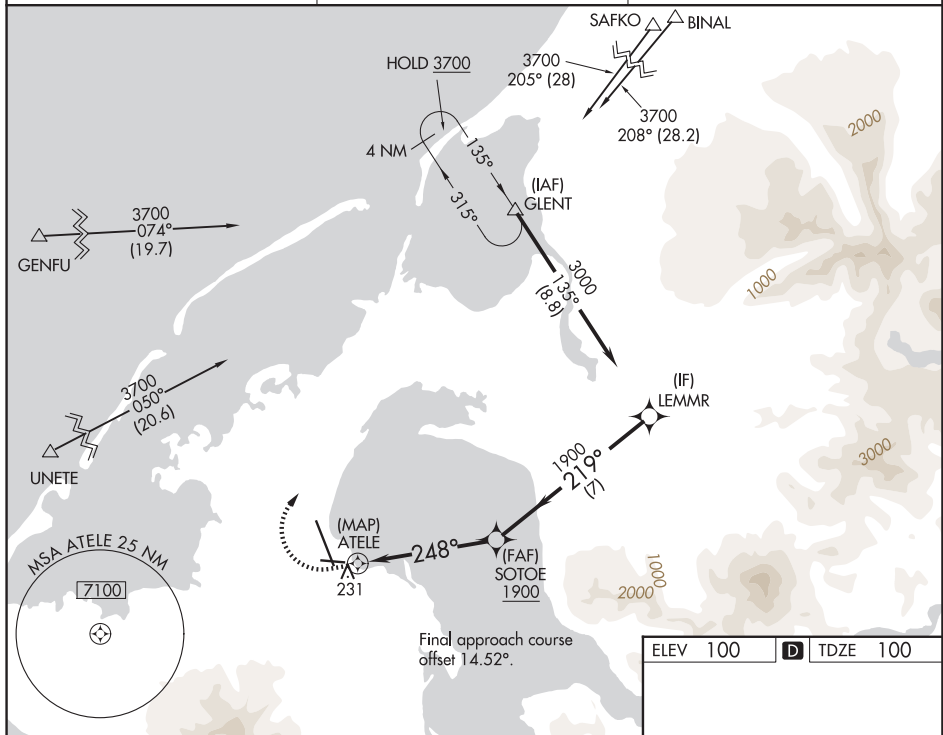 SAFKO
BINAL
3700
205° (28)
3700
208° (28.2)
HOLD 3700
4 NM
135°
315°
(IAF)
GLENT
2000
1000
3700
074°
(19.7)
GENFU
3000
135°
(8.8)
(IF)
LEMMR
3700
050°
(20.6)
UNETE
1900
219°
(7)
3000
(MAP)
ATELE
248°
(FAF)
SOTOE
1900
231
1000
2000
MSA ATELE 25 NM
7100
Final approach course
offset 14.52°.
ELEV 100 D TDZE 100